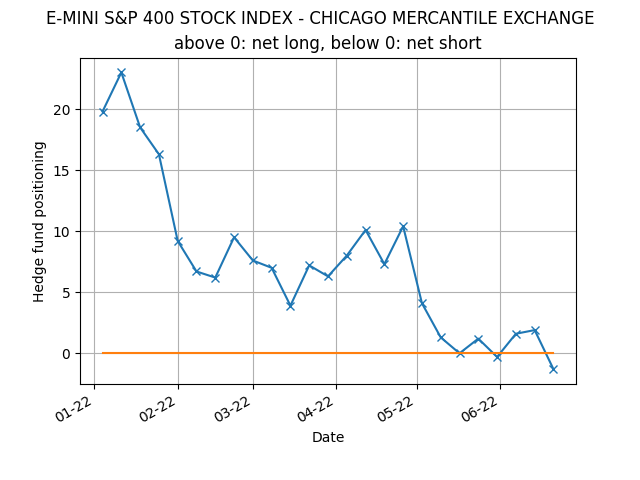 E-MINI S&P 400 STOCK INDEX - CHICAGO MERCANTILE EXCHANGE
above 0: net long, below 0: net short
Hedge fund positioning
20
15
10
5
0
01-22
02-22
03-22
04-22
05-22
06-22
Date